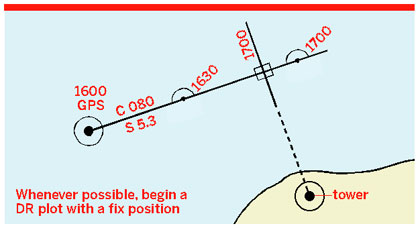 1600
GPS
C 080
S 5.3
1630
1700
1700
tower
Whenever possible, begin a
DR plot with a fix position